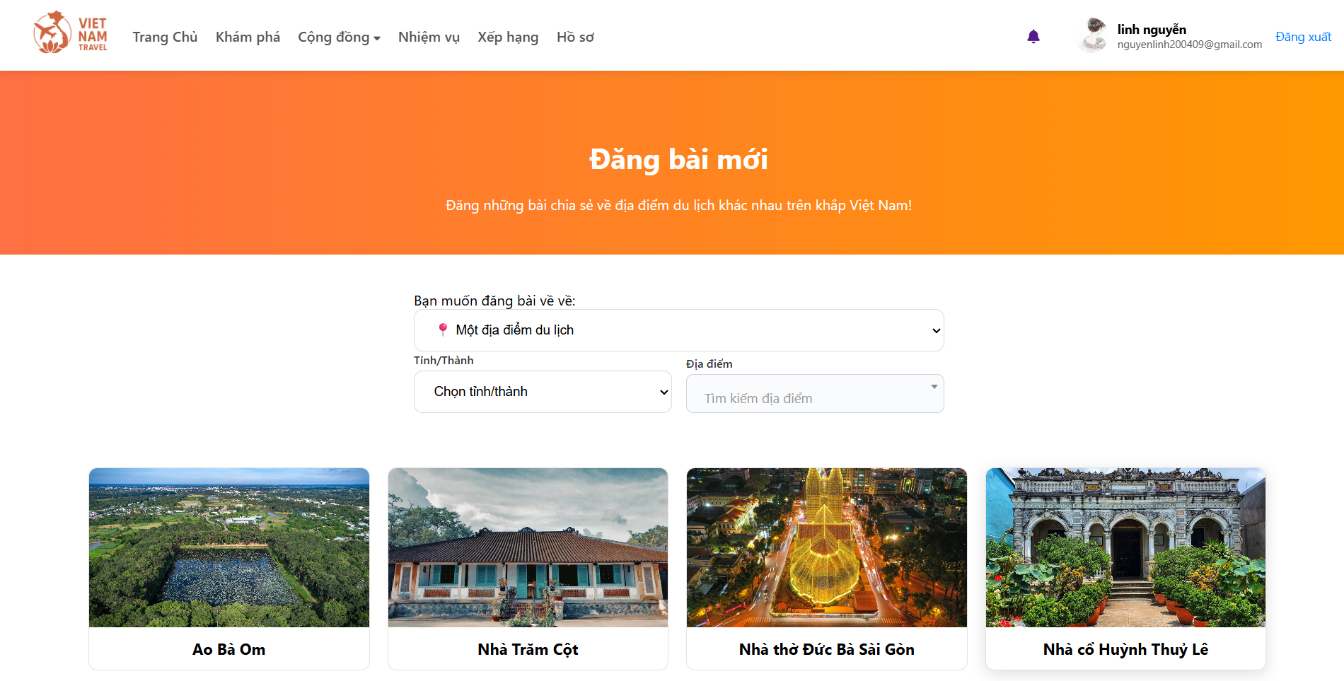 VIET
NAM
TRAVEL
Trang Chủ Khám phá Cộng đồng Nhiệm vụ Xếp hạng Hồ sơ
linh nguyễn
nguyenlinh200409@gmail.com
Đăng xuất
Đăng bài mới
Đăng những bài chia sẻ về địa điểm du lịch khác nhau trên khắp Việt Nam!
Bạn muốn đăng bài về về:
Một địa điểm du lịch
Tỉnh/Thành
Địa điểm
Chọn tỉnh/thành
Tìm kiếm địa điểm
Ao Bà Om
Nhà Trăm Cột
Nhà thờ Đức Bà Sài Gòn
Nhà cổ Huỳnh Thuỷ Lê